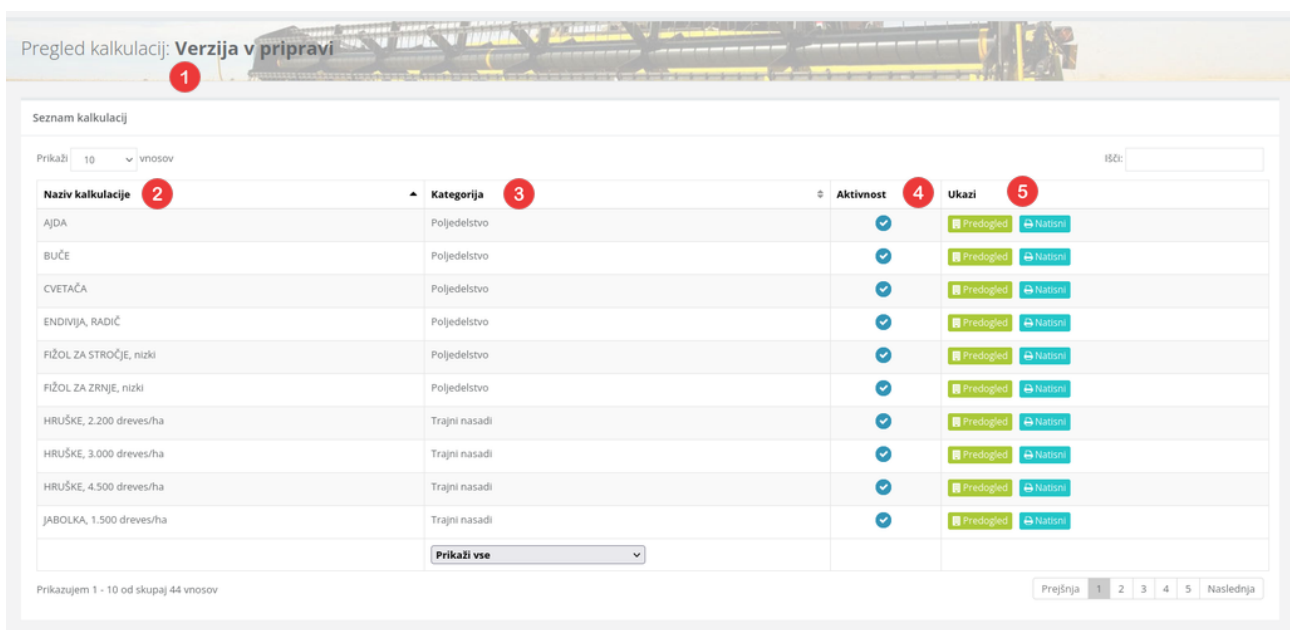 Pregled kalkulacij: Verzija v pripravi
1
Seznam kalkulacij
Prikaži 10 vnosov Išči:
Naziv kalkulacije 2 Kategorija 3 Aktivnost 4 Ukazi 5
AJDA Poljedelstvo Predogled Natisni
BUČE Poljedelstvo Predogled Natisni
CVETAČA Poljedelstvo Predogled Natisni
ENDIVIJA, RADIČ Poljedelstvo Predogled Natisni
FIŽOL ZA STROČJE, nizki Poljedelstvo Predogled Natisni
FIŽOL ZA ZRNJE, nizki Poljedelstvo Predogled Natisni
HRUŠKE, 2.200 dreves/ha Trajni nasadi Predogled Natisni
HRUŠKE, 3.000 dreves/ha Trajni nasadi Predogled Natisni
HRUŠKE, 4.500 dreves/ha Trajni nasadi Predogled Natisni
JABOLKA, 1.500 dreves/ha Trajni nasadi Predogled Natisni
Prikaži vse
Prikazujem 1 - 10 od skupaj 44 vnosov Prejšnja 1 2 3 4 5 Naslednja